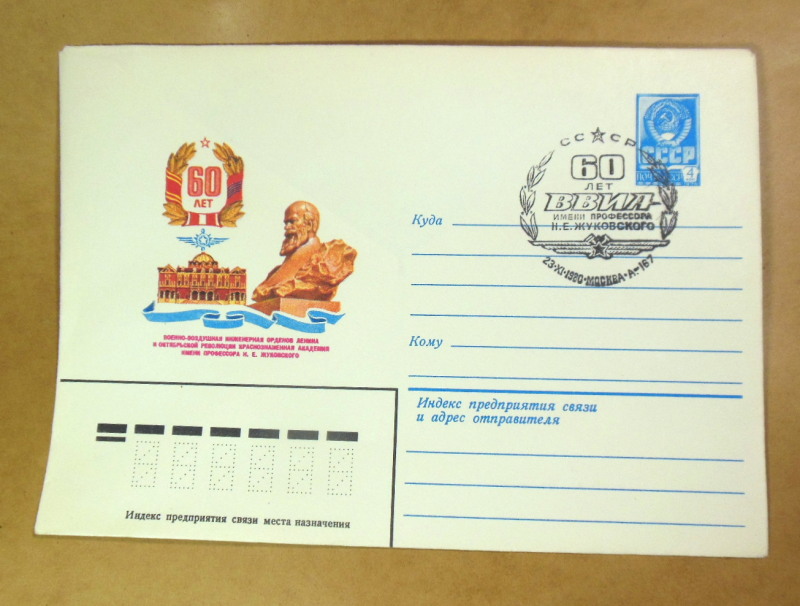 60
ЛЕТ
ВОЕННО-ВОЗДУШНАЯ ИНЖЕНЕРНАЯ ОРДЕНОВ ЛЕНИНА
И ОКТЯБРЬСКОЙ РЕВОЛЮЦИИ КРАСНОЗНАМЕННАЯ АКАДЕМИЯ
ИМЕНИ ПРОФЕССОРА Н. Е. ЖУКОВСКОГО
СССР
60
ЛЕТ
ВВИА
ИМЕНИ ПРОФЕССОРА
Н.Е.ЖУКОВСКОГО
23·XI·1980·МОСКВА·А-167
СССР
4
Куда
Кому
Индекс предприятия связи
и адрес отправителя
Индекс предприятия связи места назначения